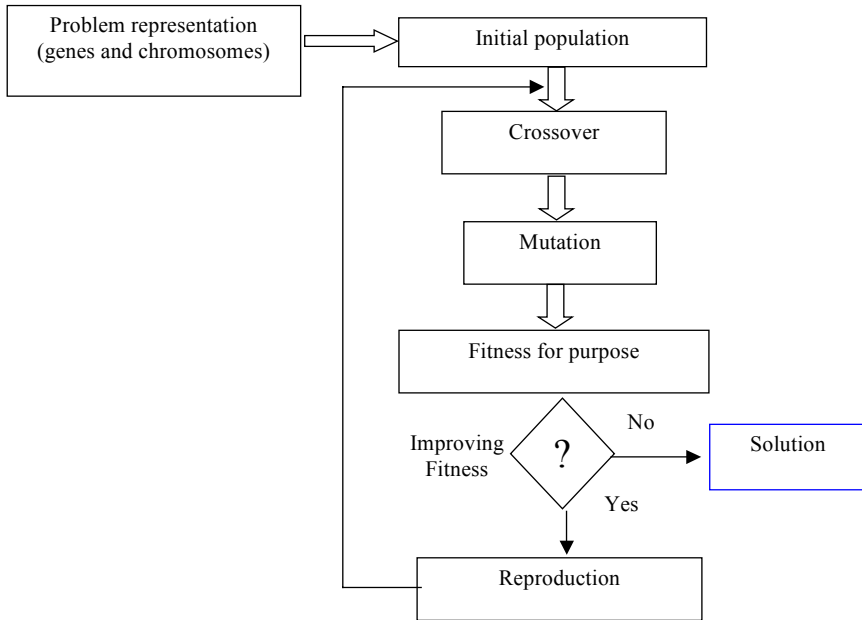 Problem representation
(genes and chromosomes)
Initial population
Crossover
Mutation
Fitness for purpose
Improving
Fitness
?
No
Solution
Yes
Reproduction